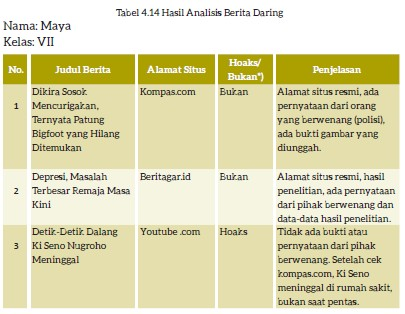 Tabel 4.14 Hasil Analisis Berita Daring
Nama: Maya
Kelas: VII
No. Judul Berita Alamat Situs Hoaks/ Bukan*) Penjelasan
1
Dikira Sosok
Mencurigakan,
Ternyata Patung
Bigfoot yang Hilang
Ditemukan
Kompas.com
Bukan
Alamat situs resmi, ada
pernyataan dari orang
yang berwenang (polisi),
ada bukti gambar yang
diunggah.
2
Depresi, Masalah
Terbesar Remaja Masa
Kini
Beritagar.id
Bukan
Alamat situs resmi, hasil
penelitian, ada pernyataan
dari pihak berwenang dan
data-data hasil penelitian.
3
Detik-Detik Dalang
Ki Seno Nugroho
Meninggal
Youtube .com
Hoaks
Tidak ada bukti atau
pernyataan dari pihak
berwenang. Setelah cek
kompas.com, Ki Seno
meninggal di rumah sakit,
bukan saat pentas.